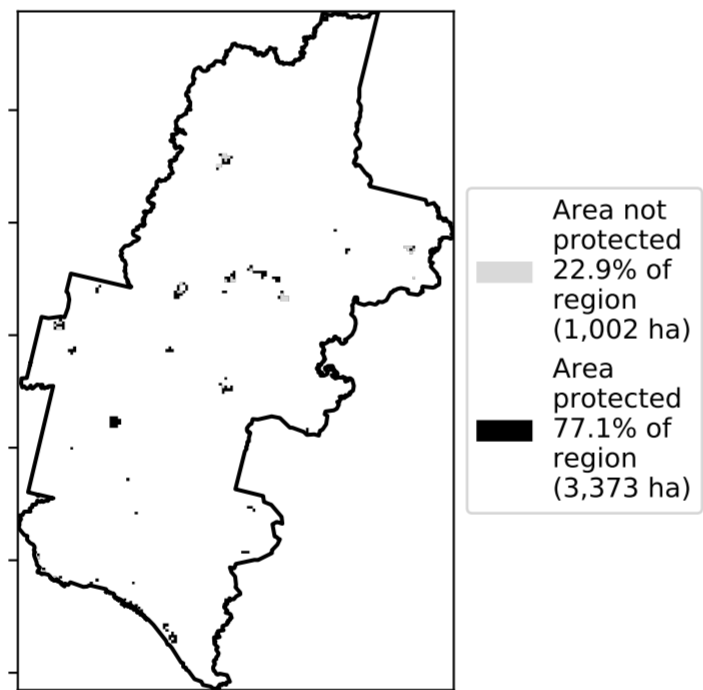 Area not
protected
22.9% of
region
(1,002 ha)
Area
protected
77.1% of
region
(3,373 ha)